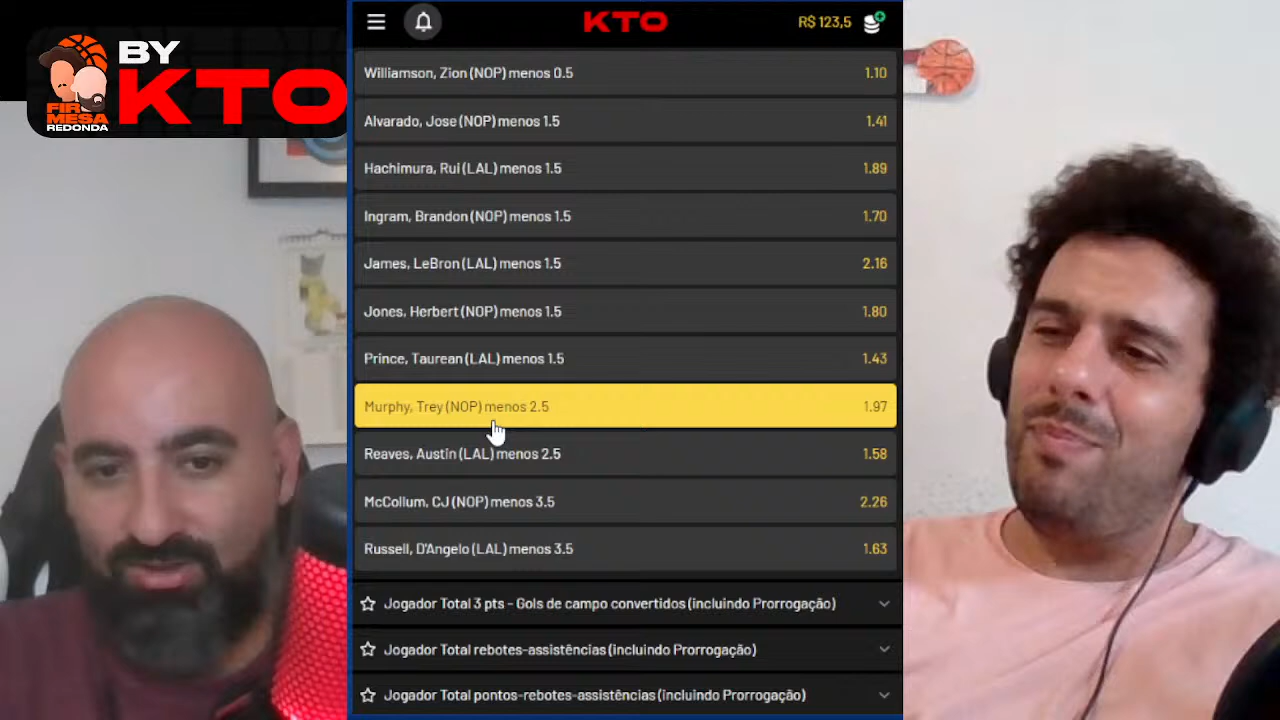 BY
KTO
FIR
MESA
REDONDA
KTO
R$ 123,5
Williamson, Zion (NOP) menos 0.5 1.10
Alvarado, Jose (NOP) menos 1.5 1.41
Hachimura, Rui (LAL) menos 1.5 1.89
Ingram, Brandon (NOP) menos 1.5 1.70
James, LeBron (LAL) menos 1.5 2.16
Jones, Herbert (NOP) menos 1.5 1.80
Prince, Taurean (LAL) menos 1.5 1.43
Murphy, Trey (NOP) menos 2.5 1.97
Reaves, Austin (LAL) menos 2.5 1.58
McCollum, CJ (NOP) menos 3.5 2.26
Russell, D'Angelo (LAL) menos 3.5 1.63
Jogador Total 3 pts - Gols de campo convertidos (incluindo Prorrogação)
Jogador Total rebotes-assistências (incluindo Prorrogação)
Jogador Total pontos-rebotes-assistências (incluindo Prorrogação)